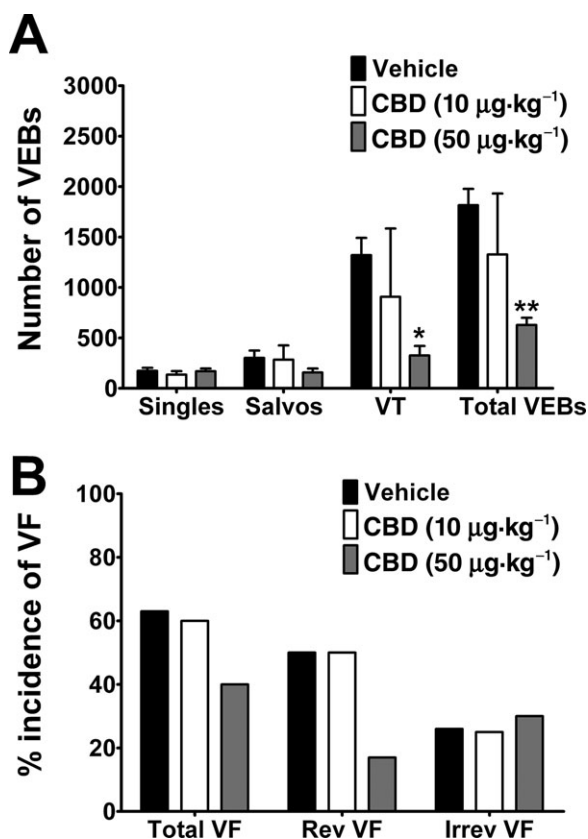 A
Vehicle
CBD (10 μg·kg⁻¹)
CBD (50 μg·kg⁻¹)
Number of VEBs
3000
2500
2000
1500
1000
500
0
*
**
Singles Salvos VT Total VEBs
B
Vehicle
CBD (10 μg·kg⁻¹)
CBD (50 μg·kg⁻¹)
% incidence of VF
100
80
60
40
20
0
Total VF Rev VF Irrev VF